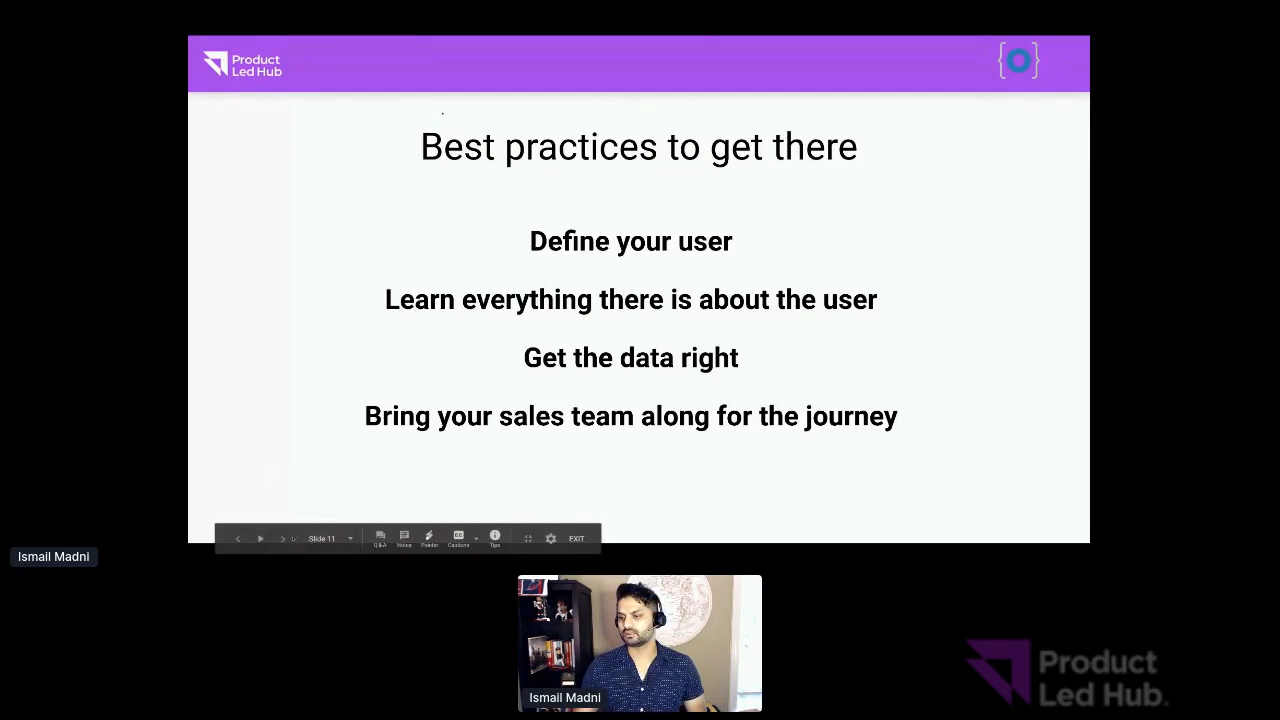 Product
Led Hub
{O}
Best practices to get there
Define your user
Learn everything there is about the user
Get the data right
Bring your sales team along for the journey
Slide 11
Q&A
Notes
Pointer
CC
Captions
Tips
EXIT
Ismail Madni
Ismail Madni
Product
Led Hub.